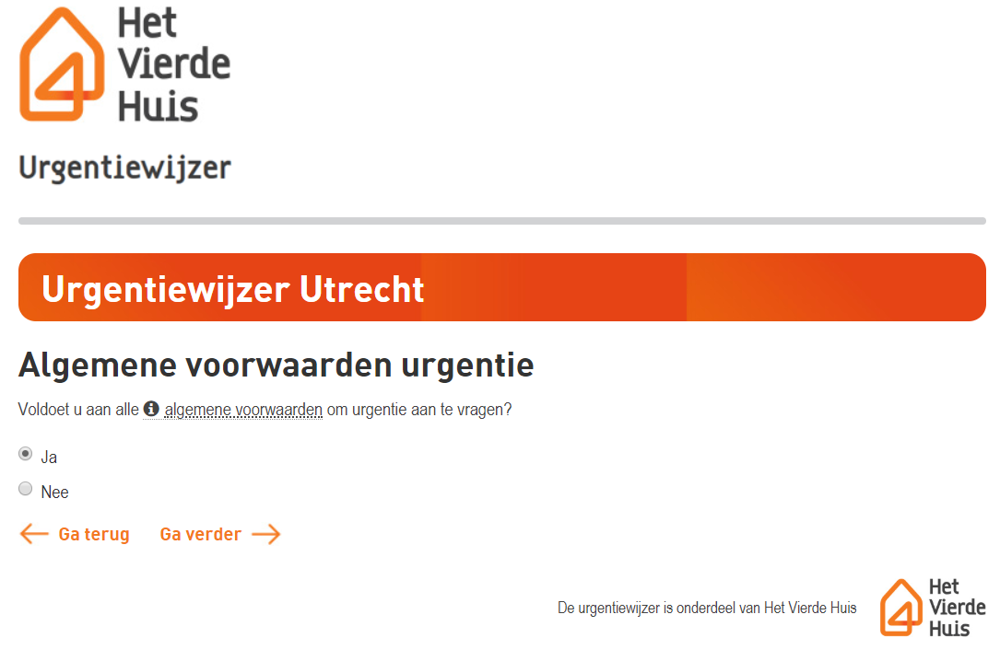 Het
Vierde
Huis
Urgentiewijzer
Urgentiewijzer Utrecht
Algemene voorwaarden urgentie
Voldoet u aan alle algemene voorwaarden om urgentie aan te vragen?
Ja
Nee
Ga terug Ga verder
De urgentiewijzer is onderdeel van Het Vierde Huis
Het
Vierde
Huis